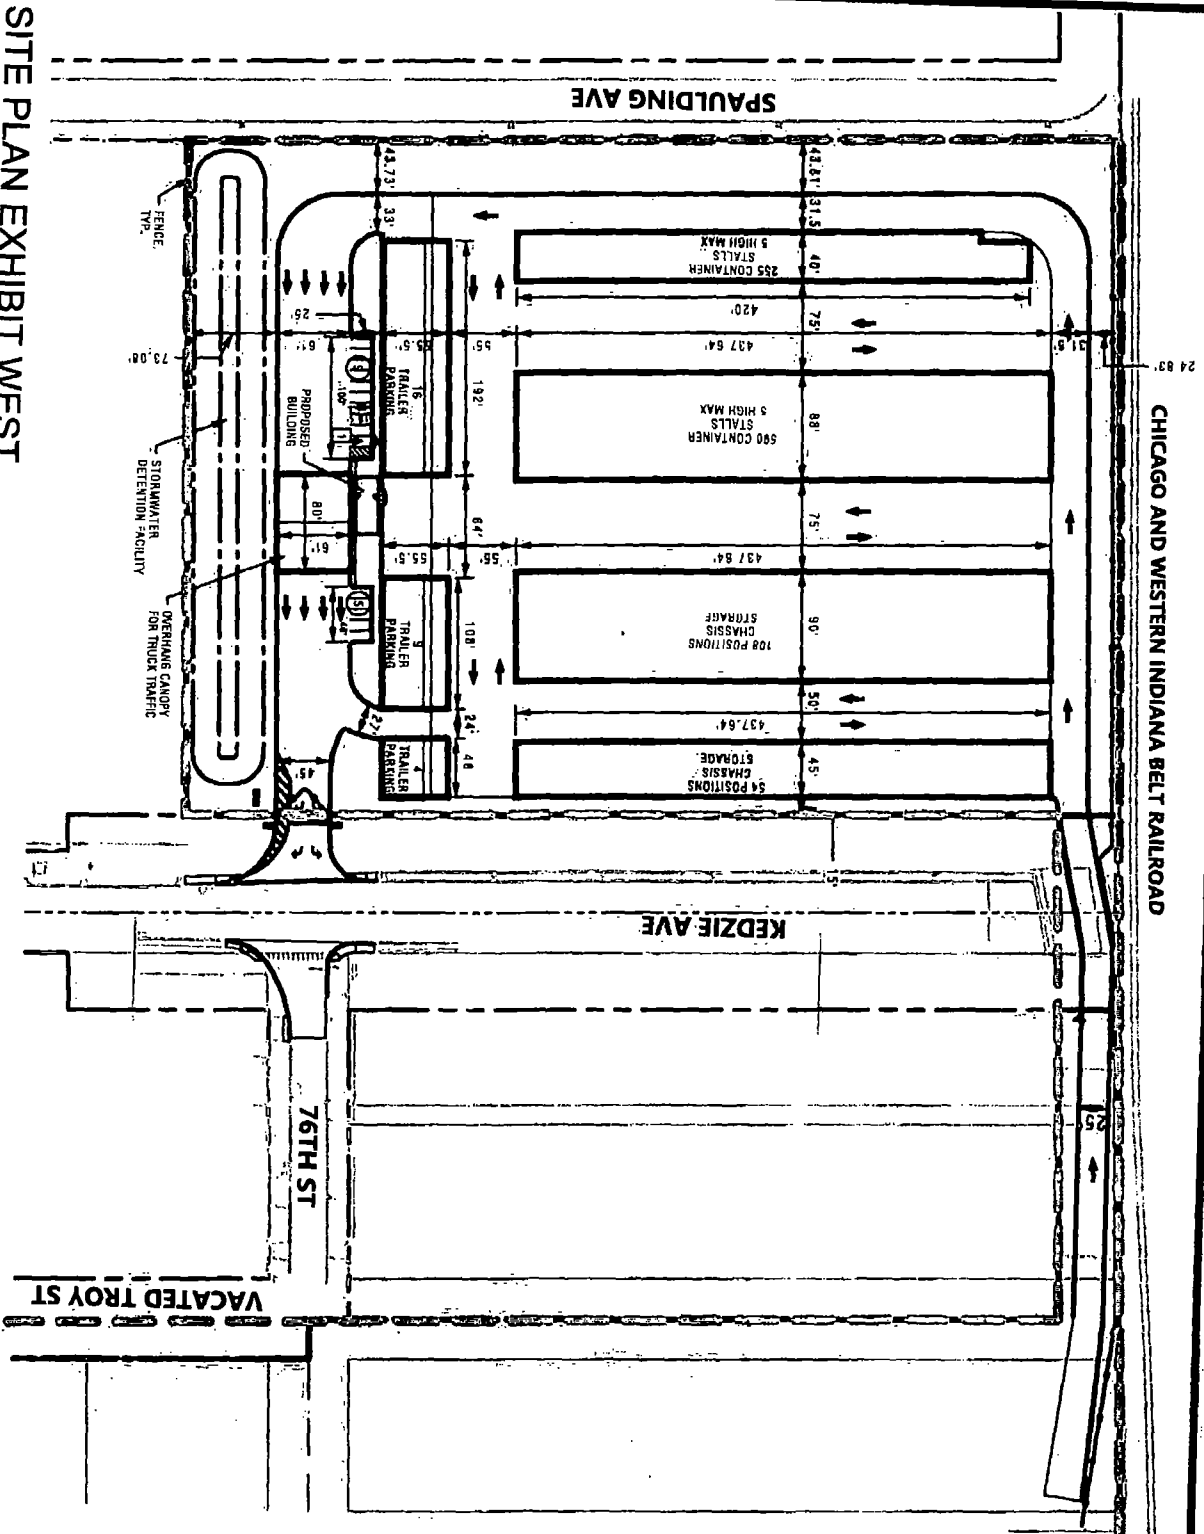 SITE PLAN EXHIBIT WEST
CHICAGO AND WESTERN INDIANA BELT RAILROAD
SPAULDING AVE
KEDZIE AVE
76TH ST
VACATED TROY ST
43.73'
33'
43.61'
31.5
255 CONTAINER
STALLS
5 HIGH MAX
40'
420'
75'
437.64'
31.5'
24.83'
590 CONTAINER
STALLS
5 HIGH MAX
88'
75'
437.64'
108 POSITIONS
CHASSIS
STORAGE
90'
50'
437.64'
54 POSITIONS
CHASSIS
STORAGE
45'
16
TRAILER
PARKING
192'
55'
61'
25'
100'
PROPOSED
BUILDING
80'
61'
55.5'
55'
9
TRAILER
PARKING
108'
24'
27'
4
TRAILER
PARKING
48
45'
5
FENCE,
TYP.
73.08'
STORMWATER
DETENTION FACILITY
OVERHANG CANOPY
FOR TRUCK TRAFFIC
25'